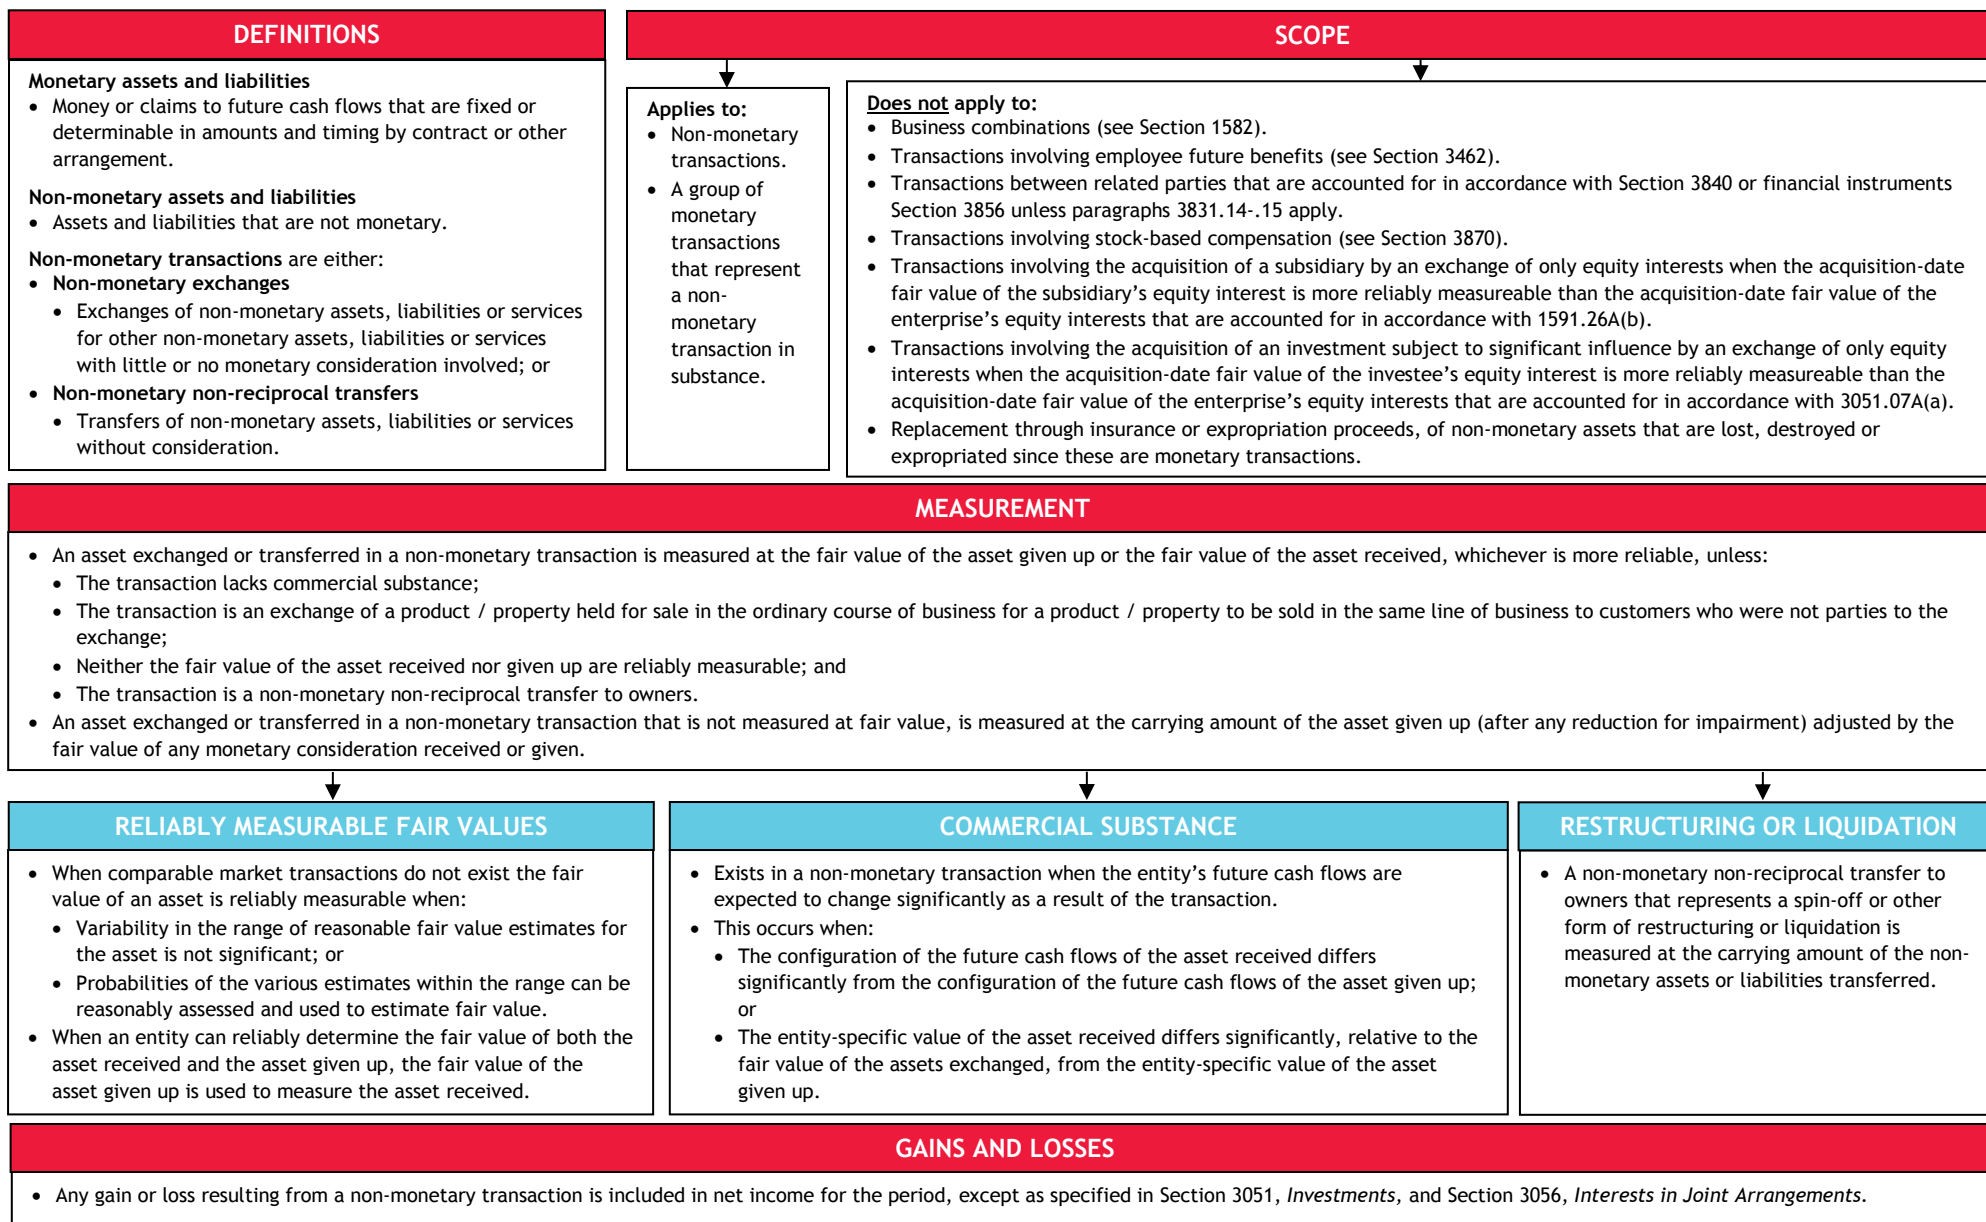 DEFINITIONS
Monetary assets and liabilities
• Money or claims to future cash flows that are fixed or
determinable in amounts and timing by contract or other
arrangement.
Non-monetary assets and liabilities
• Assets and liabilities that are not monetary.
Non-monetary transactions are either:
• Non-monetary exchanges
• Exchanges of non-monetary assets, liabilities or services
for other non-monetary assets, liabilities or services
with little or no monetary consideration involved; or
• Non-monetary non-reciprocal transfers
• Transfers of non-monetary assets, liabilities or services
without consideration.
SCOPE
Applies to:
• Non-monetary
transactions.
• A group of
monetary
transactions
that represent
a non-
monetary
transaction in
substance.
Does not apply to:
• Business combinations (see Section 1582).
• Transactions involving employee future benefits (see Section 3462).
• Transactions between related parties that are accounted for in accordance with Section 3840 or financial instruments
Section 3856 unless paragraphs 3831.14-.15 apply.
• Transactions involving stock-based compensation (see Section 3870).
• Transactions involving the acquisition of a subsidiary by an exchange of only equity interests when the acquisition-date
fair value of the subsidiary's equity interest is more reliably measureable than the acquisition-date fair value of the
enterprise's equity interests that are accounted for in accordance with 1591.26A(b).
• Transactions involving the acquisition of an investment subject to significant influence by an exchange of only equity
interests when the acquisition-date fair value of the investee's equity interest is more reliably measureable than the
acquisition-date fair value of the enterprise's equity interests that are accounted for in accordance with 3051.07A(a).
• Replacement through insurance or expropriation proceeds, of non-monetary assets that are lost, destroyed or
expropriated since these are monetary transactions.
MEASUREMENT
• An asset exchanged or transferred in a non-monetary transaction is measured at the fair value of the asset given up or the fair value of the asset received, whichever is more reliable, unless:
• The transaction lacks commercial substance;
• The transaction is an exchange of a product / property held for sale in the ordinary course of business for a product / property to be sold in the same line of business to customers who were not parties to the
exchange;
• Neither the fair value of the asset received nor given up are reliably measurable; and
• The transaction is a non-monetary non-reciprocal transfer to owners.
• An asset exchanged or transferred in a non-monetary transaction that is not measured at fair value, is measured at the carrying amount of the asset given up (after any reduction for impairment) adjusted by the
fair value of any monetary consideration received or given.
RELIABLY MEASURABLE FAIR VALUES
• When comparable market transactions do not exist the fair
value of an asset is reliably measurable when:
• Variability in the range of reasonable fair value estimates for
the asset is not significant; or
• Probabilities of the various estimates within the range can be
reasonably assessed and used to estimate fair value.
• When an entity can reliably determine the fair value of both the
asset received and the asset given up, the fair value of the
asset given up is used to measure the asset received.
COMMERCIAL SUBSTANCE
• Exists in a non-monetary transaction when the entity's future cash flows are
expected to change significantly as a result of the transaction.
• This occurs when:
• The configuration of the future cash flows of the asset received differs
significantly from the configuration of the future cash flows of the asset given up;
or
• The entity-specific value of the asset received differs significantly, relative to the
fair value of the assets exchanged, from the entity-specific value of the asset
given up.
RESTRUCTURING OR LIQUIDATION
• A non-monetary non-reciprocal transfer to
owners that represents a spin-off or other
form of restructuring or liquidation is
measured at the carrying amount of the non-
monetary assets or liabilities transferred.
GAINS AND LOSSES
• Any gain or loss resulting from a non-monetary transaction is included in net income for the period, except as specified in Section 3051, Investments, and Section 3056, Interests in Joint Arrangements.